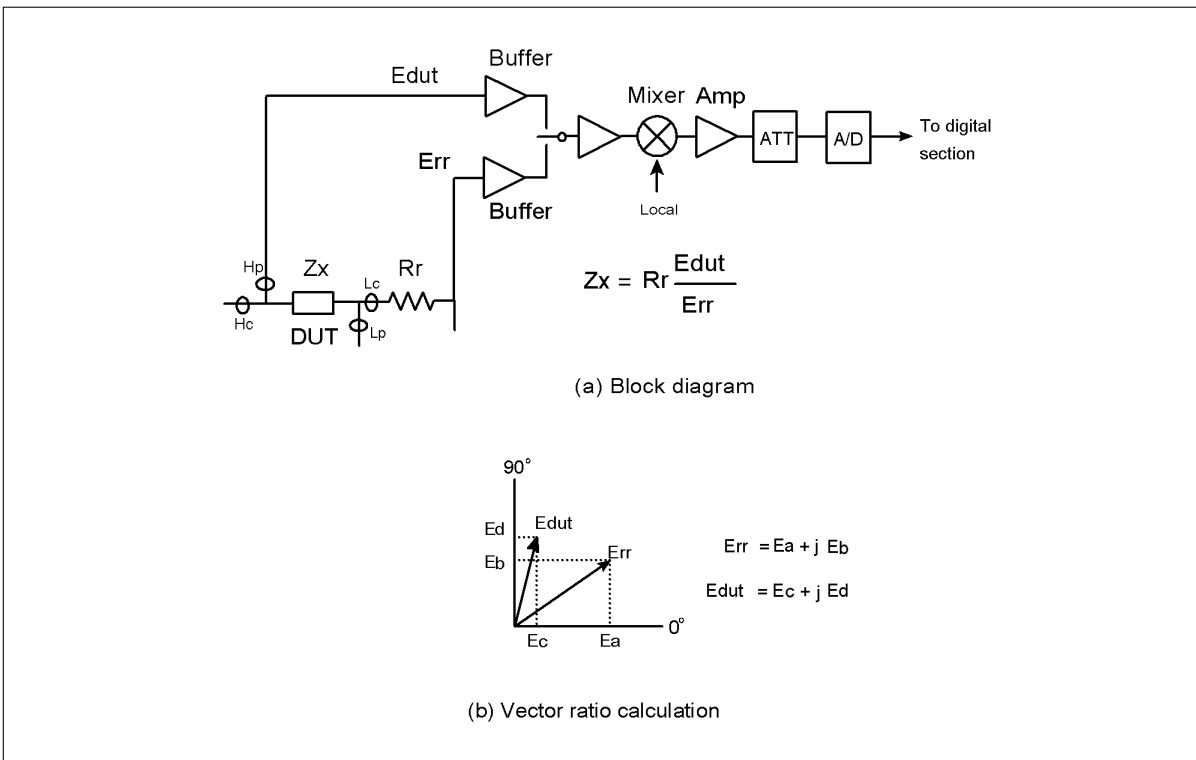 Buffer
Edut
Mixer Amp
ATT
A/D
To digital
section
Err
Buffer
Local
Hp
Zx
Lc
Rr
Hc
DUT
Lp
Zx = Rr Edut
Err
(a) Block diagram
90°
Ed
Edut
Eb
Err
Err = Ea + j Eb
Edut = Ec + j Ed
0°
Ec
Ea
(b) Vector ratio calculation